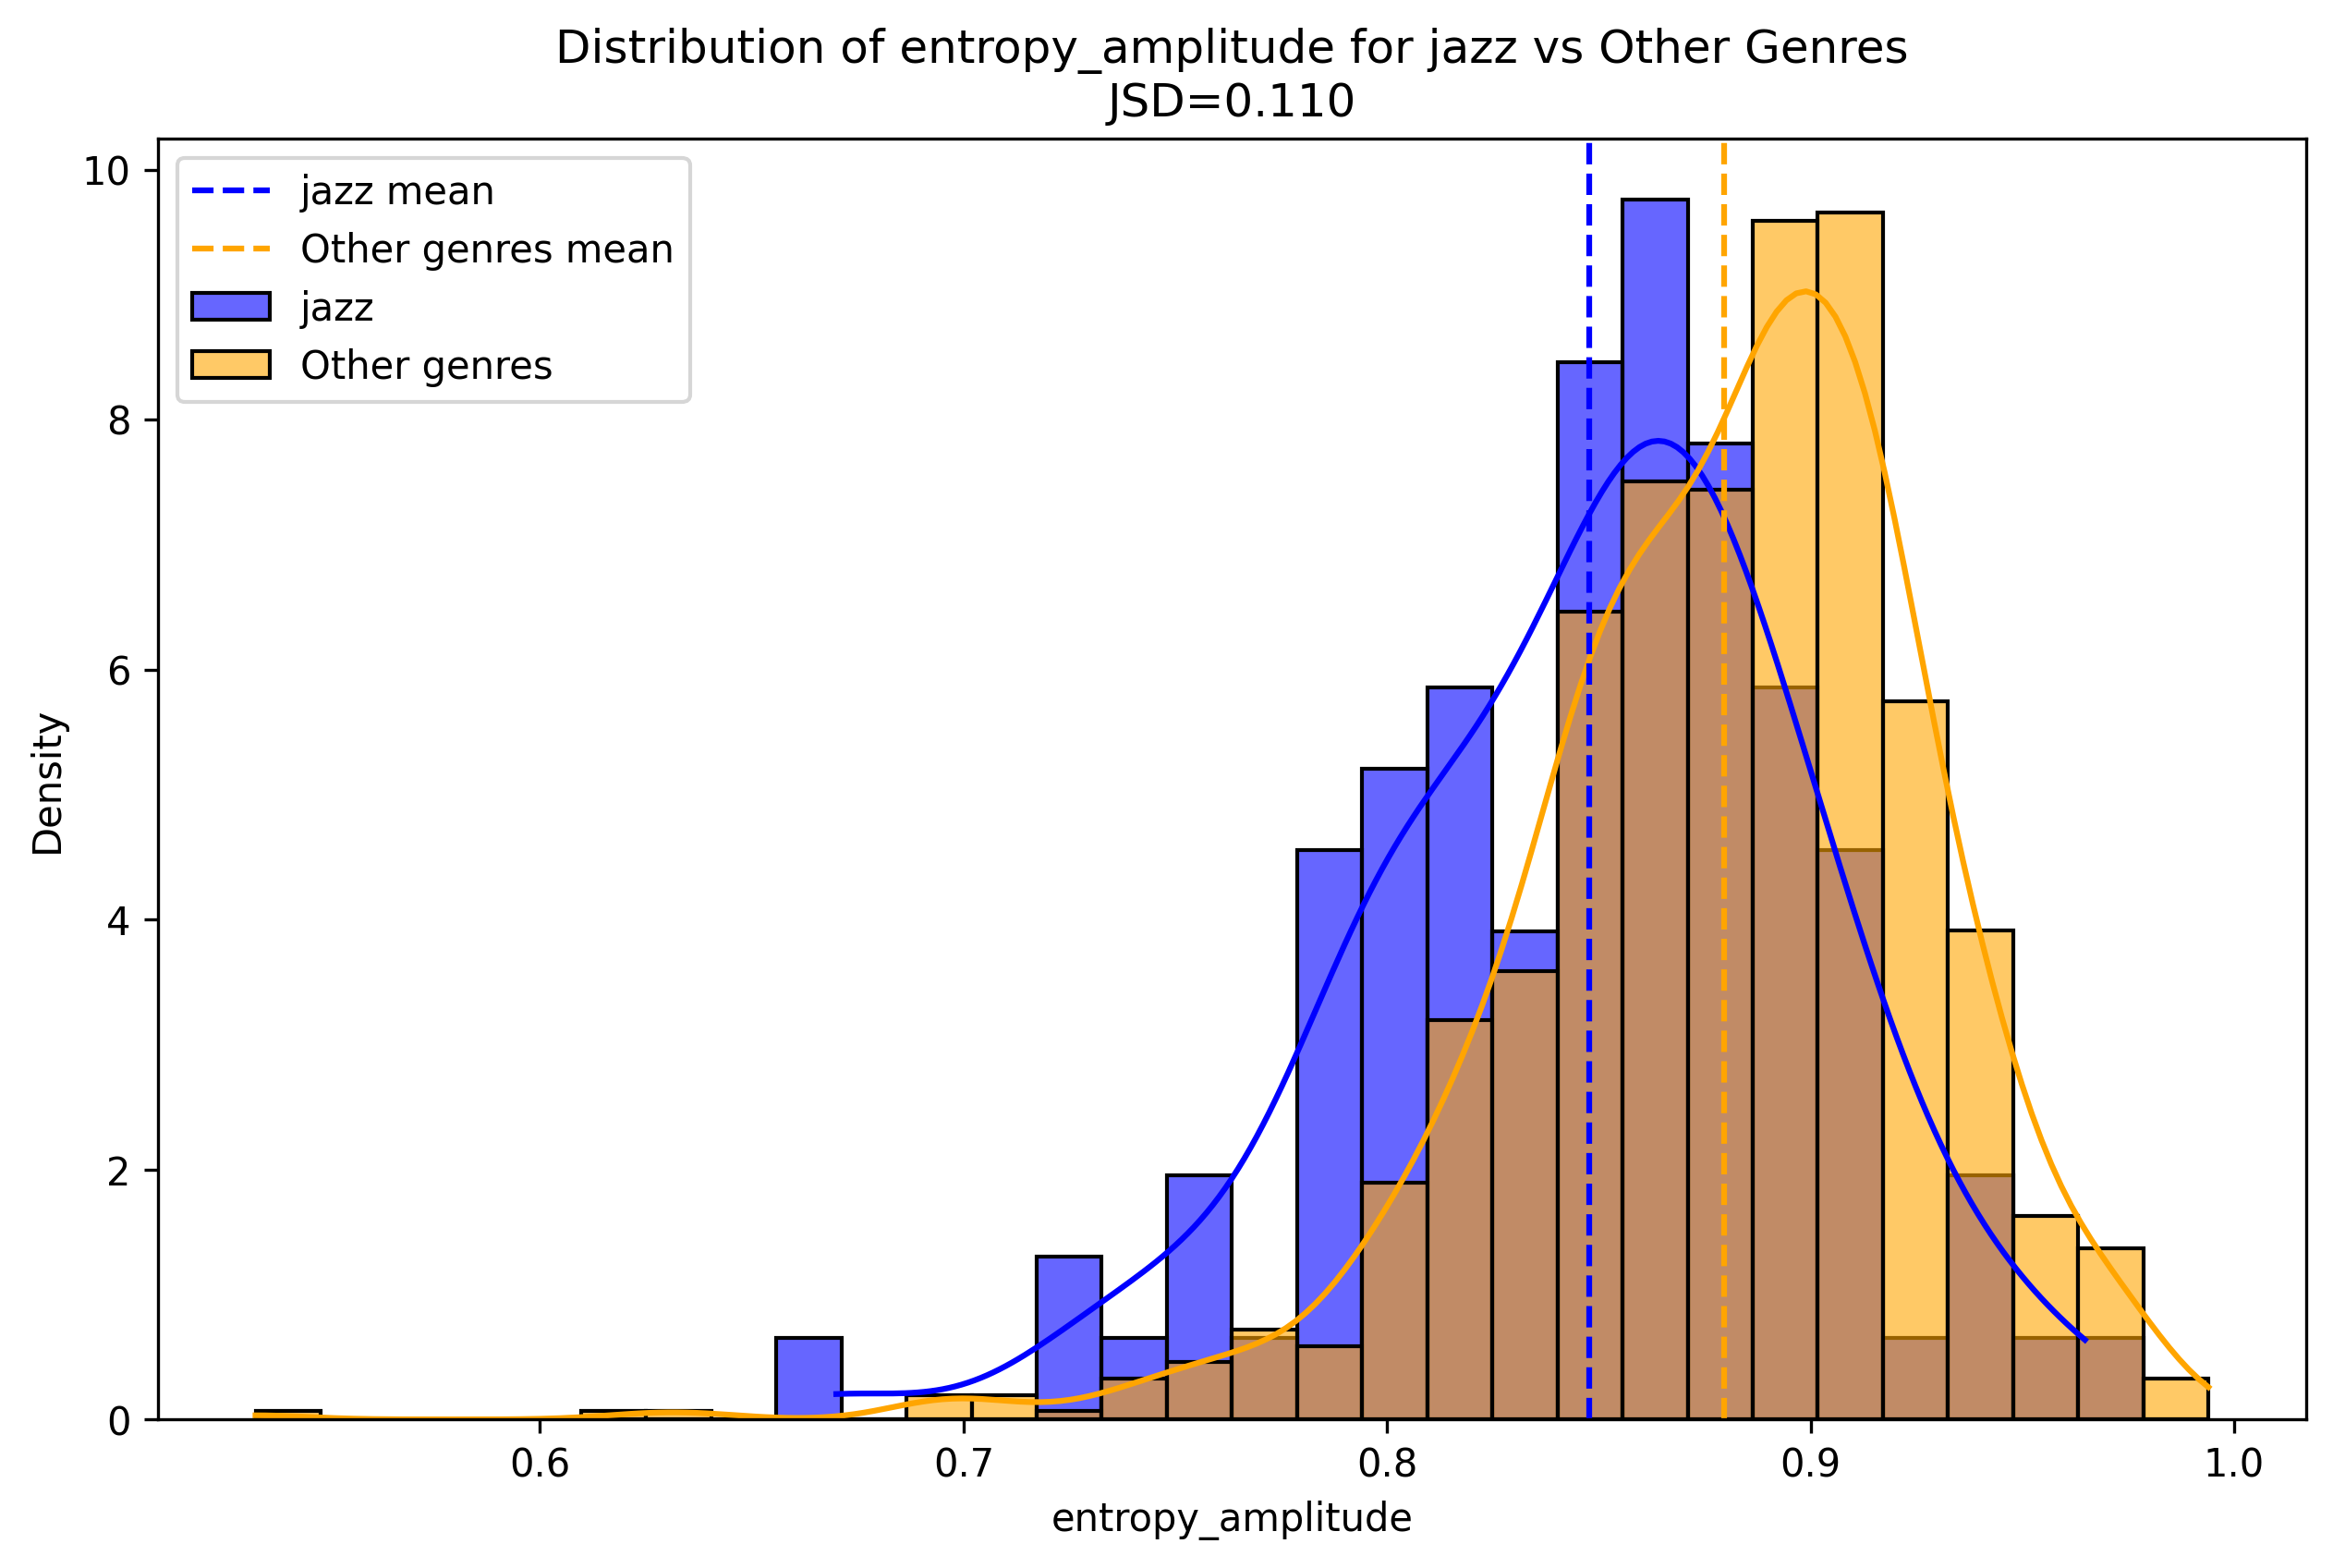 Distribution of entropy_amplitude for jazz vs Other Genres
JSD=0.110
jazz mean
Other genres mean
jazz
Other genres
Density
10
8
6
4
2
0
0.6
0.7
0.8
0.9
1.0
entropy_amplitude